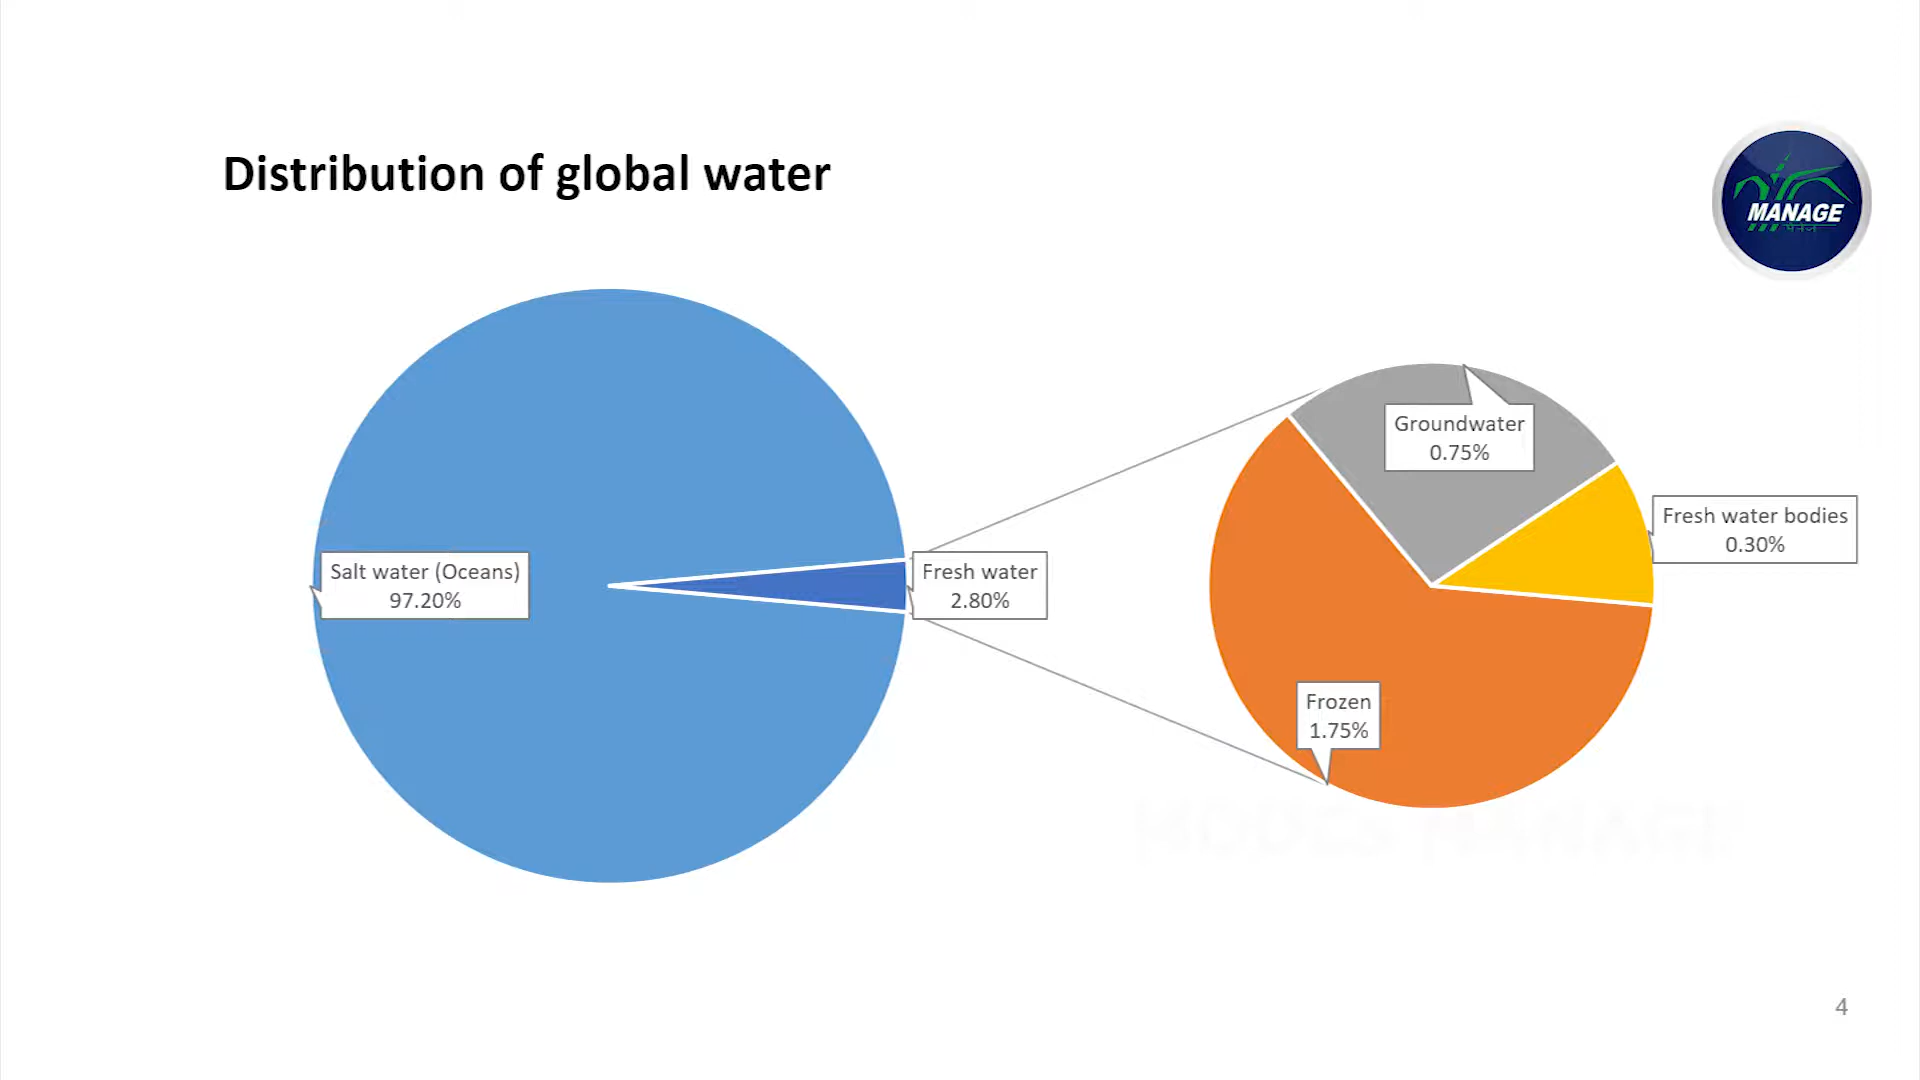 Distribution of global water
MANAGE
Salt water (Oceans)
97.20%
Fresh water
2.80%
Groundwater
0.75%
Fresh water bodies
0.30%
Frozen
1.75%
4